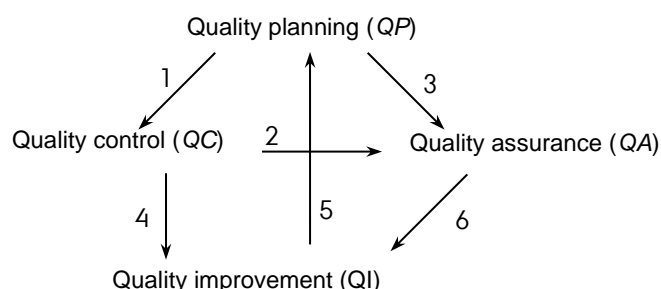 Quality planning (QP)
1
3
Quality control (QC)
2
Quality assurance (QA)
4
5
6
Quality improvement (QI)